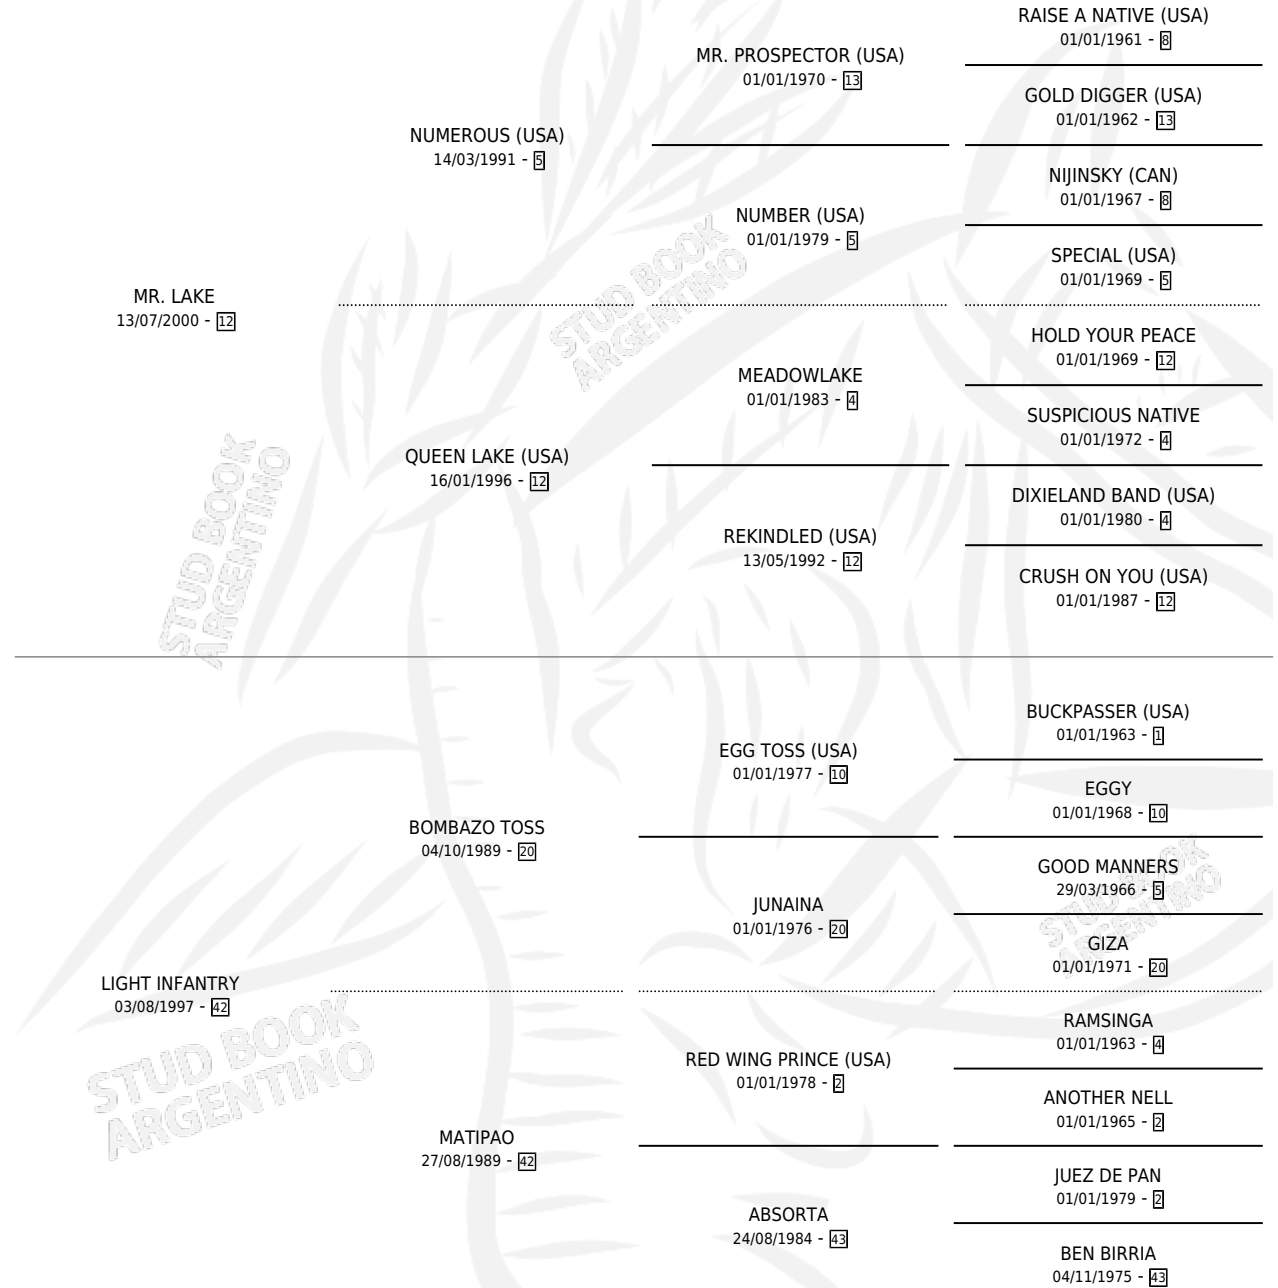 RAISE A NATIVE (USA)
01/01/1961 - 8
MR. PROSPECTOR (USA)
01/01/1970 - 13
GOLD DIGGER (USA)
01/01/1962 - 13
NUMEROUS (USA)
14/03/1991 - 5
NIJINSKY (CAN)
01/01/1967 - 8
NUMBER (USA)
01/01/1979 - 5
SPECIAL (USA)
01/01/1969 - 5
STUD BOOK
ARGENTINO
MR. LAKE
13/07/2000 - 12
HOLD YOUR PEACE
01/01/1969 - 12
MEADOWLAKE
01/01/1983 - 4
SUSPICIOUS NATIVE
01/01/1972 - 4
QUEEN LAKE (USA)
16/01/1996 - 12
DIXIELAND BAND (USA)
01/01/1980 - 4
REKINDLED (USA)
13/05/1992 - 12
CRUSH ON YOU (USA)
01/01/1987 - 12
STUD BOOK
ARGENTINO
BUCKPASSER (USA)
01/01/1963 - 1
EGG TOSS (USA)
01/01/1977 - 10
EGGY
01/01/1968 - 10
BOMBAZO TOSS
04/10/1989 - 20
GOOD MANNERS
29/03/1966 - 5
JUNAINA
01/01/1976 - 20
GIZA
01/01/1971 - 20
STUD BOOK
ARGENTINO
LIGHT INFANTRY
03/08/1997 - 42
RAMSINGA
01/01/1963 - 4
RED WING PRINCE (USA)
01/01/1978 - 2
ANOTHER NELL
01/01/1965 - 2
STUD BOOK
ARGENTINO
MATIPAO
27/08/1989 - 42
JUEZ DE PAN
01/01/1979 - 2
ABSORTA
24/08/1984 - 43
BEN BIRRIA
04/11/1975 - 43